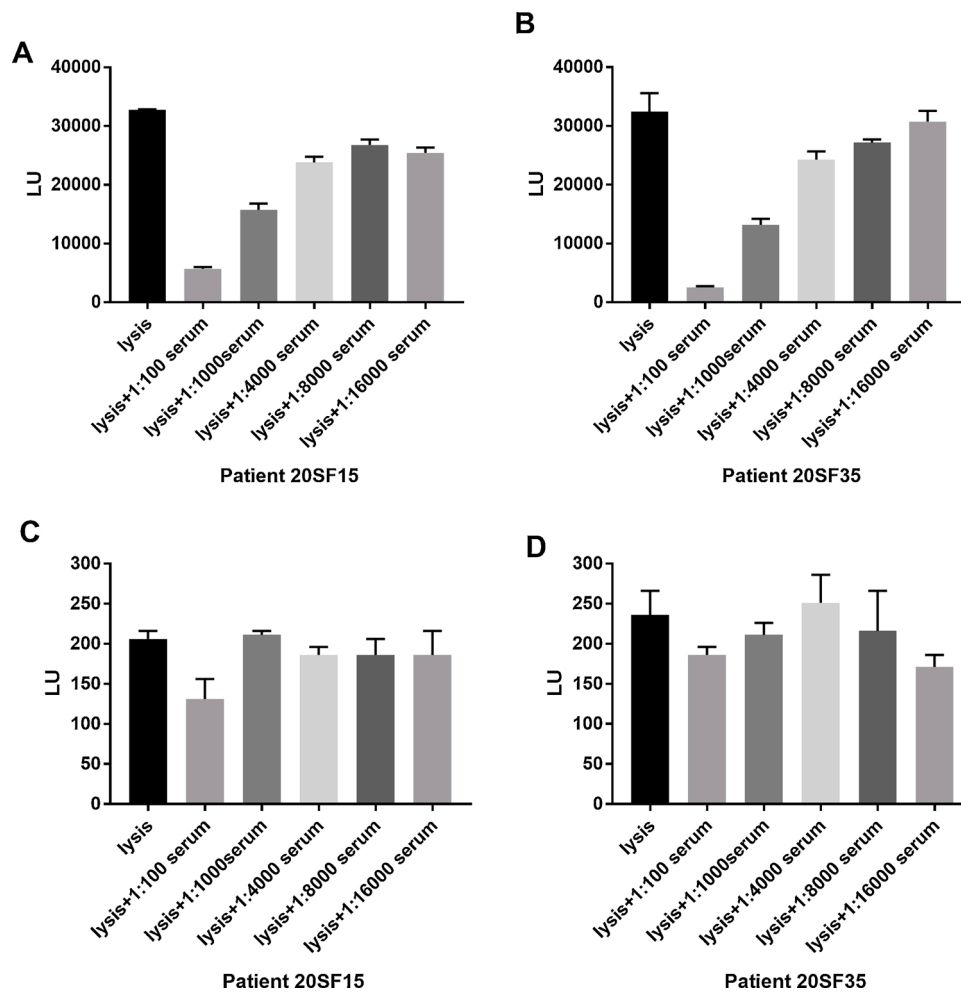 A
40000
30000
20000
10000
0
LU
lysis
lysis+1:100 serum
lysis+1:1000serum
lysis+1:4000 serum
lysis+1:8000 serum
lysis+1:16000 serum
Patient 20SF15
B
40000
30000
20000
10000
0
LU
lysis
lysis+1:100 serum
lysis+1:1000serum
lysis+1:4000 serum
lysis+1:8000 serum
lysis+1:16000 serum
Patient 20SF35
C
300
250
200
150
100
50
0
LU
lysis
lysis+1:100 serum
lysis+1:1000serum
lysis+1:4000 serum
lysis+1:8000 serum
lysis+1:16000 serum
Patient 20SF15
D
300
250
200
150
100
50
0
LU
lysis
lysis+1:100 serum
lysis+1:1000serum
lysis+1:4000 serum
lysis+1:8000 serum
lysis+1:16000 serum
Patient 20SF35